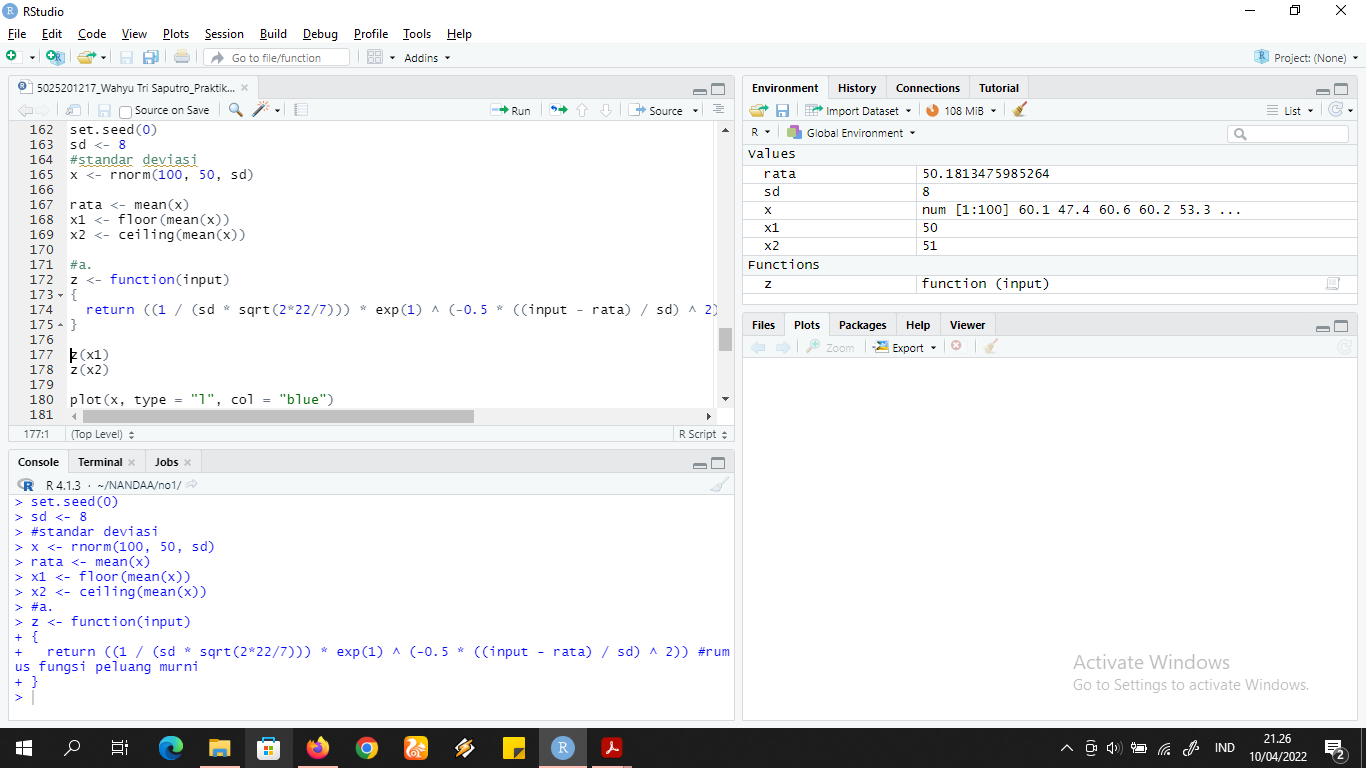 RStudio
File Edit Code View Plots Session Build Debug Profile Tools Help
Go to file/function Addins Project: (None)
5025201217_Wahyu Tri Saputro_Praktik...
Source on Save Run Source
162 set.seed(0)
163 sd <- 8
164 #standar deviasi
165 x <- rnorm(100, 50, sd)
166
167 rata <- mean(x)
168 x1 <- floor(mean(x))
169 x2 <- ceiling(mean(x))
170
171 #a.
172 z <- function(input)
173 {
174 return ((1 / (sd * sqrt(2*22/7))) * exp(1) ^ (-0.5 * ((input - rata) / sd) ^ 2)
175 }
176
177 z(x1)
178 z(x2)
179
180 plot(x, type = "l", col = "blue")
181
177:1 (Top Level) R Script
Console Terminal Jobs
R 4.1.3 · ~/NANDAA/no1/
> set.seed(0)
> sd <- 8
> #standar deviasi
> x <- rnorm(100, 50, sd)
> rata <- mean(x)
> x1 <- floor(mean(x))
> x2 <- ceiling(mean(x))
> #a.
> z <- function(input)
+ {
+ return ((1 / (sd * sqrt(2*22/7))) * exp(1) ^ (-0.5 * ((input - rata) / sd) ^ 2)) #rum
us fungsi peluang murni
+ }
>
Environment History Connections Tutorial
Import Dataset 108 MiB List
R Global Environment
Values
rata 50.1813475985264
sd 8
x num [1:100] 60.1 47.4 60.6 60.2 53.3 ...
x1 50
x2 51
Functions
z function (input)
Files Plots Packages Help Viewer
Zoom Export
Activate Windows
Go to Settings to activate Windows.
IND 21.26
10/04/2022
2